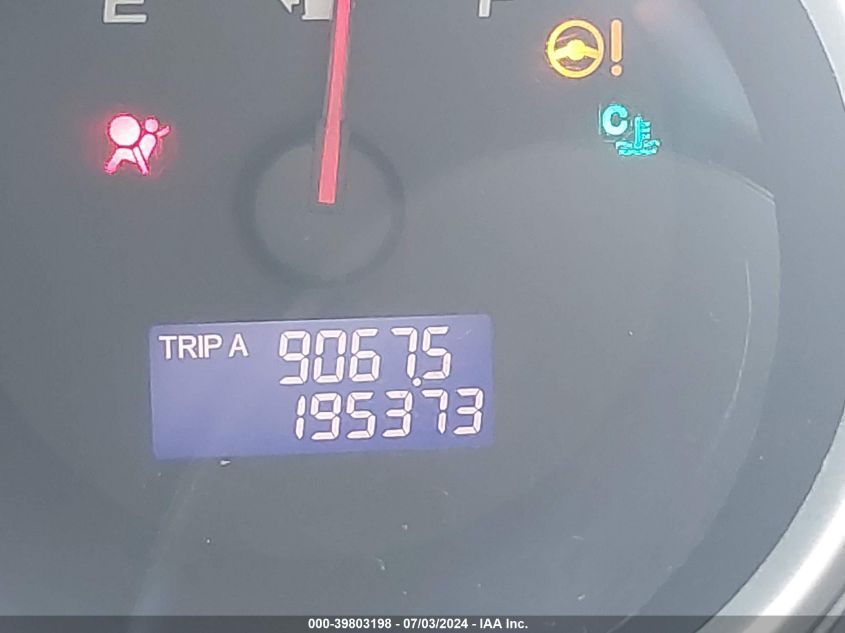 E F
C
!
TRIP A 9067.5
195373
000-39803198 - 07/03/2024 - IAA Inc.